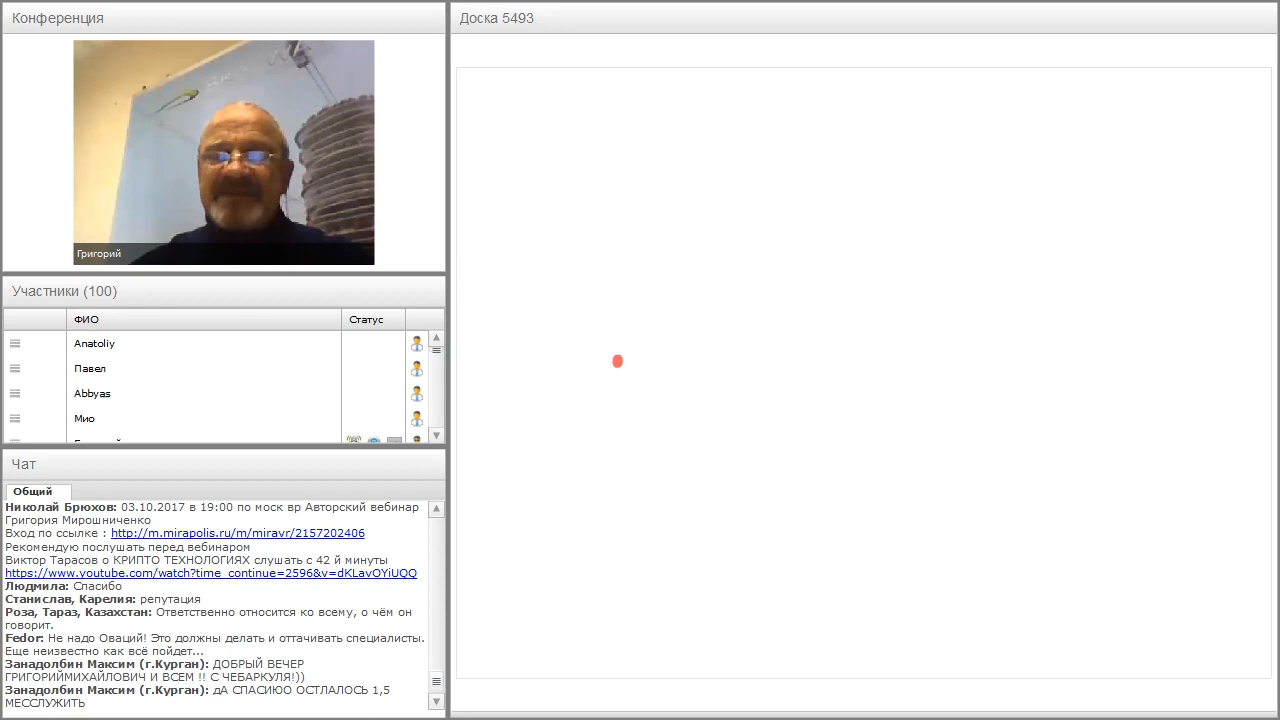 Конференция
Григорий
Участники (100)
ФИО
Статус
Anatoliy
Павел
Abbyas
Мио
Чат
Общий
Николай Брюхов: 03.10.2017 в 19:00 по моск вр Авторский вебинар
Григория Мирошниченко
Вход по ссылке : http://m.mirapolis.ru/m/miravr/2157202406
Рекомендую послушать перед вебинаром
Виктор Тарасов о КРИПТО ТЕХНОЛОГИЯХ слушать с 42 й минуты
https://www.youtube.com/watch?time_continue=2596&v=dKLavOYiUQQ
Людмила: Спасибо
Станислав, Карелия: репутация
Роза, Тараз, Казахстан: Ответственно относится ко всему, о чём он
говорит.
Fedor: Не надо Оваций! Это должны делать и оттачивать специалисты.
Еще неизвестно как всё пойдет...
Занадолбин Максим (г.Курган): ДОБРЫЙ ВЕЧЕР
ГРИГОРИЙМИХАЙЛОВИЧ И ВСЕМ !! С ЧЕБАРКУЛЯ!))
Занадолбин Максим (г.Курган): дА СПАСИЮО ОСТЛАЛОСЬ 1,5
МЕССЛУЖИТЬ
Доска 5493